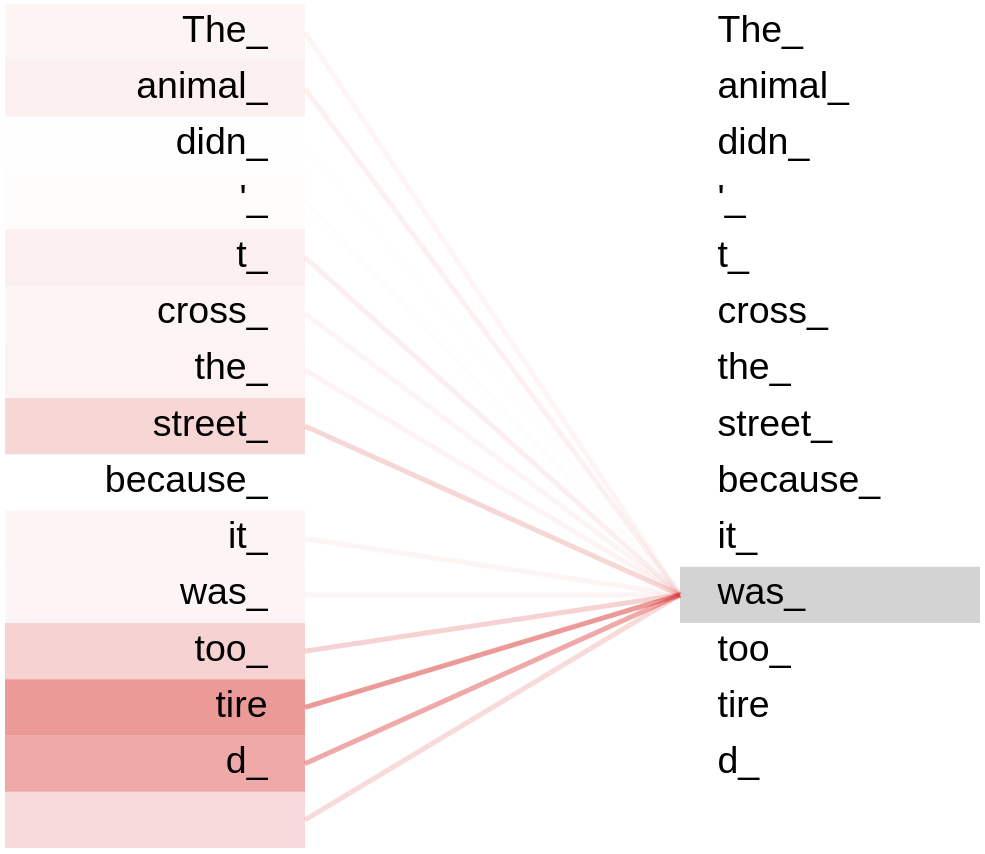 The_ The_
animal_ animal_
didn_ didn_
'_ '_
t_ t_
cross_ cross_
the_ the_
street_ street_
because_ because_
it_ it_
was_ was_
too_ too_
tire tire
d_ d_